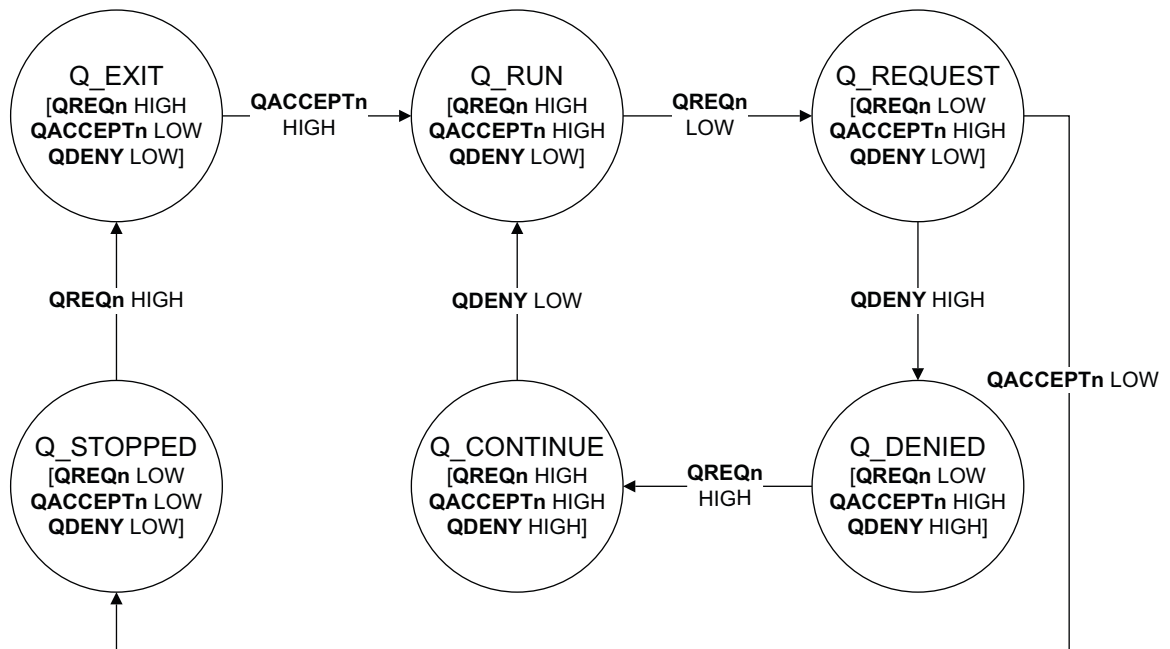 Q_EXIT
[QREQn HIGH
QACCEPTn LOW
QDENY LOW]
QACCEPTn
HIGH
Q_RUN
[QREQn HIGH
QACCEPTn HIGH
QDENY LOW]
QREQn
LOW
Q_REQUEST
[QREQn LOW
QACCEPTn HIGH
QDENY LOW]
QREQn HIGH
QDENY LOW
QDENY HIGH
QACCEPTn LOW
Q_STOPPED
[QREQn LOW
QACCEPTn LOW
QDENY LOW]
Q_CONTINUE
[QREQn HIGH
QACCEPTn HIGH
QDENY HIGH]
QREQn
HIGH
Q_DENIED
[QREQn LOW
QACCEPTn HIGH
QDENY HIGH]